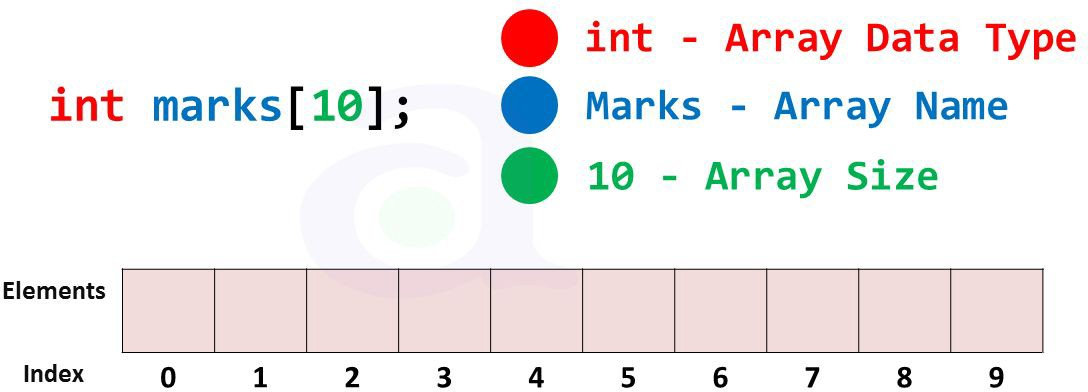 int marks[10];
int - Array Data Type
Marks - Array Name
10 - Array Size
Elements
Index 0 1 2 3 4 5 6 7 8 9